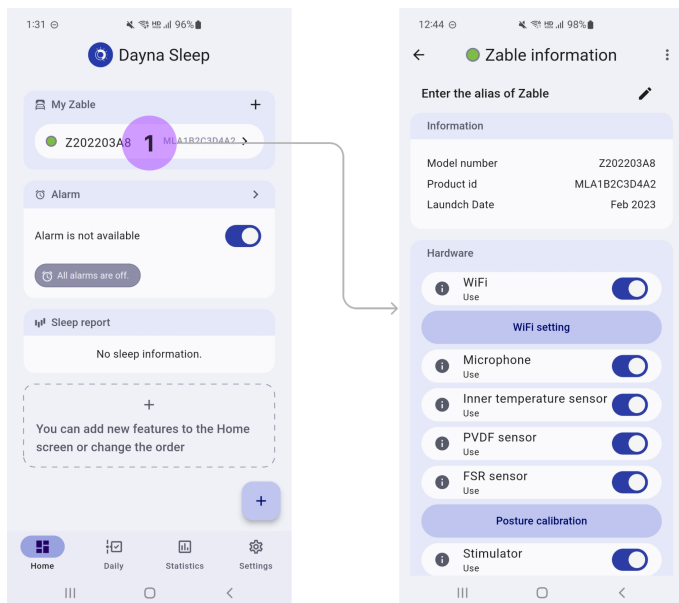 1:31
HD
96%
Dayna Sleep
My Zable
Z202203A8
1
MLA1B2C3D4A2
Alarm
Alarm is not available
All alarms are off.
Sleep report
No sleep information.
You can add new features to the Home
screen or change the order
Home
Daily
Statistics
Settings
12:44
HD
98%
Zable information
Enter the alias of Zable
Information
Model number Z202203A8
Product id MLA1B2C3D4A2
Laundch Date Feb 2023
Hardware
WiFi
Use
WiFi setting
Microphone
Use
Inner temperature sensor
Use
PVDF sensor
Use
FSR sensor
Use
Posture calibration
Stimulator
Use